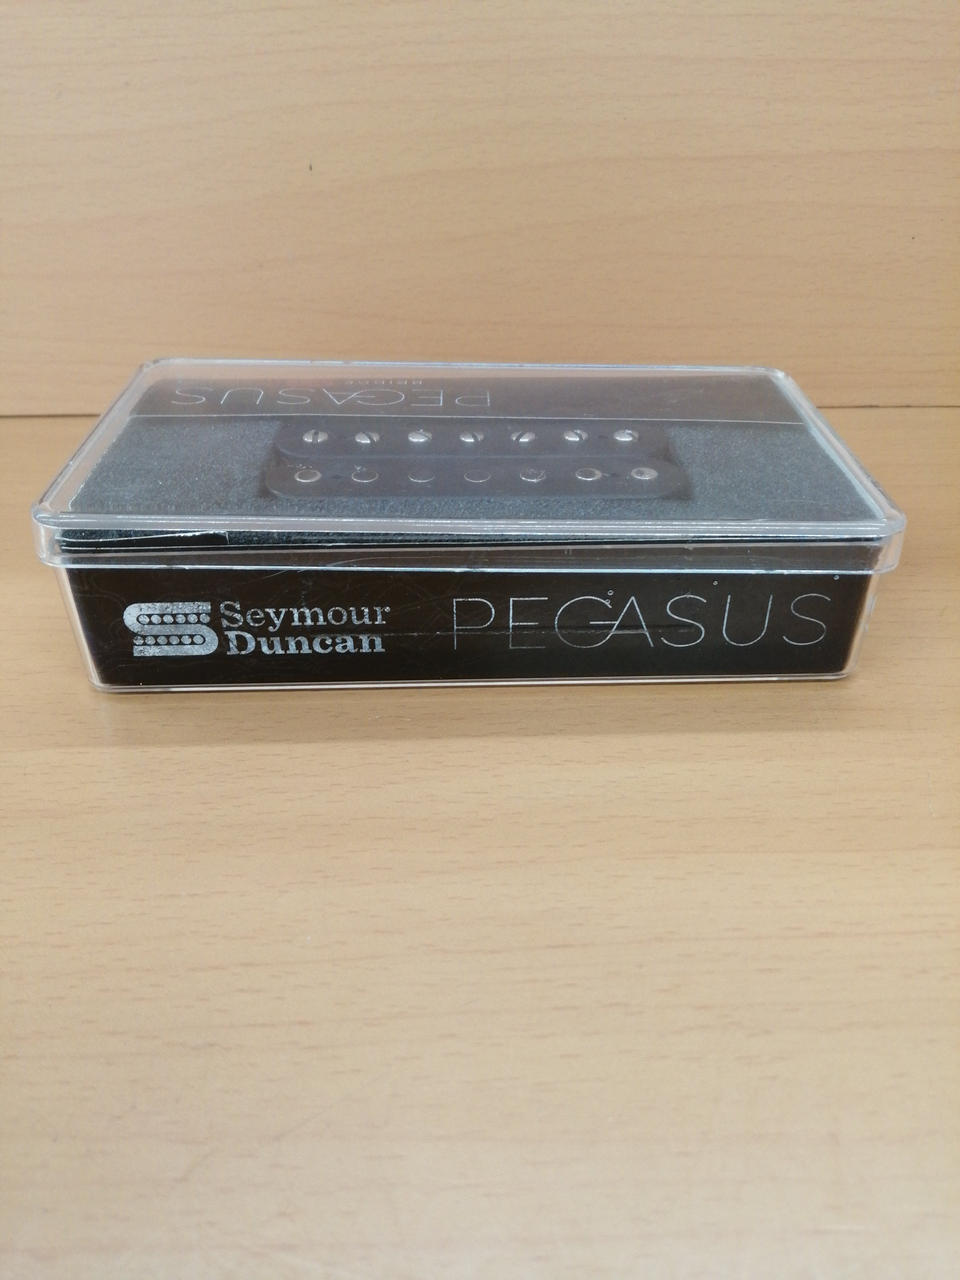 PEGASUS
BRIDGE
Seymour
Duncan
PEGASUS